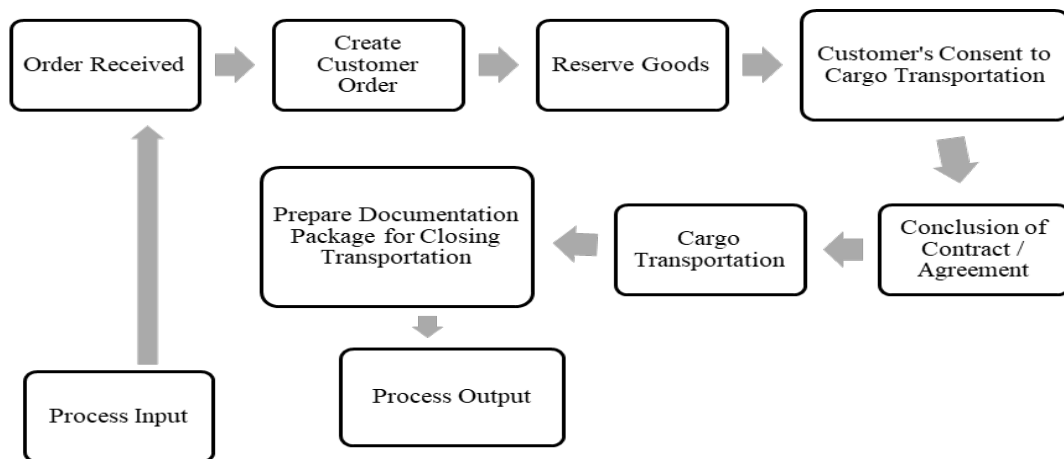 Order Received
Create
Customer
Order
Reserve Goods
Customer's Consent to
Cargo Transportation
Conclusion of
Contract /
Agreement
Cargo
Transportation
Prepare Documentation
Package for Closing
Transportation
Process Output
Process Input